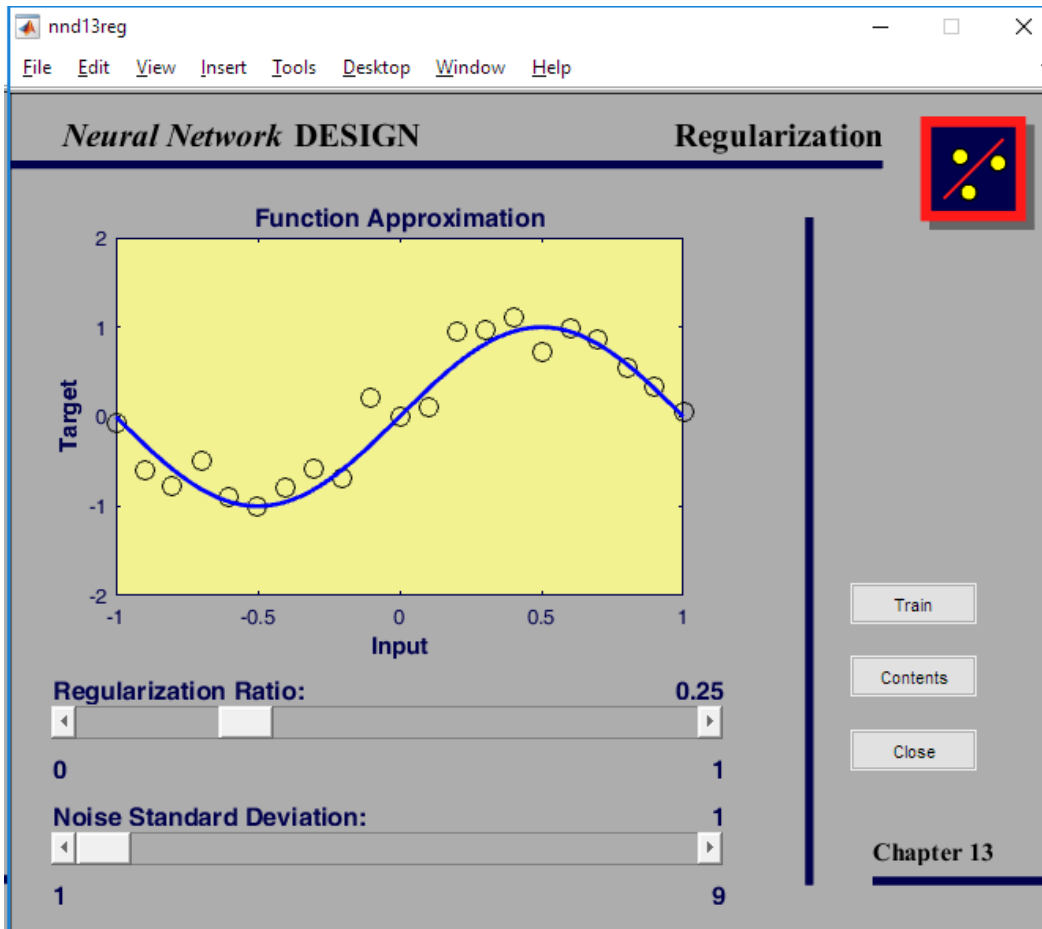 nnd13reg
File Edit View Insert Tools Desktop Window Help
Neural Network DESIGN Regularization
Function Approximation
2
1
0
-1
-2
Target
-1 -0.5 0 0.5 1
Input
Train
Contents
Close
Regularization Ratio: 0.25
0 1
Noise Standard Deviation: 1
1 9
Chapter 13